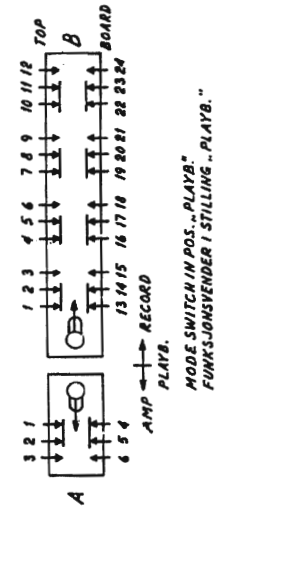 3 2 1 1 2 3 4 5 6 7 8 9 10 11 12 TOP
A B
6 5 4 13 14 15 16 17 18 19 20 21 22 23 24 BOARD
AMP RECORD
PLAYB.
MODE SWITCH IN POS. „PLAYB."
FUNKSJONSVENDER I STILLING „PLAYB."